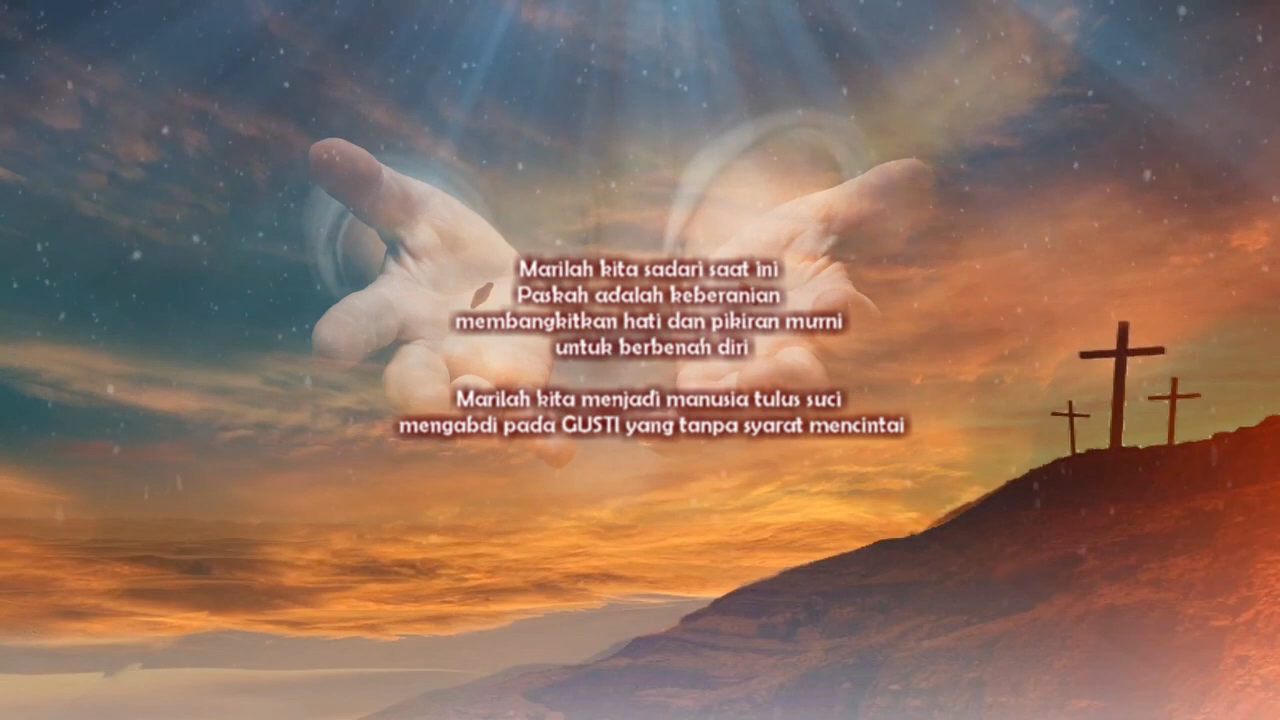 Marilah kita sadari saat ini
Paskah adalah keberanian
membangkitkan hati dan pikiran murni
untuk berbenah diri
Marilah kita menjadi manusia tulus suci
mengabdi pada GUSTI yang tanpa syarat mencintai